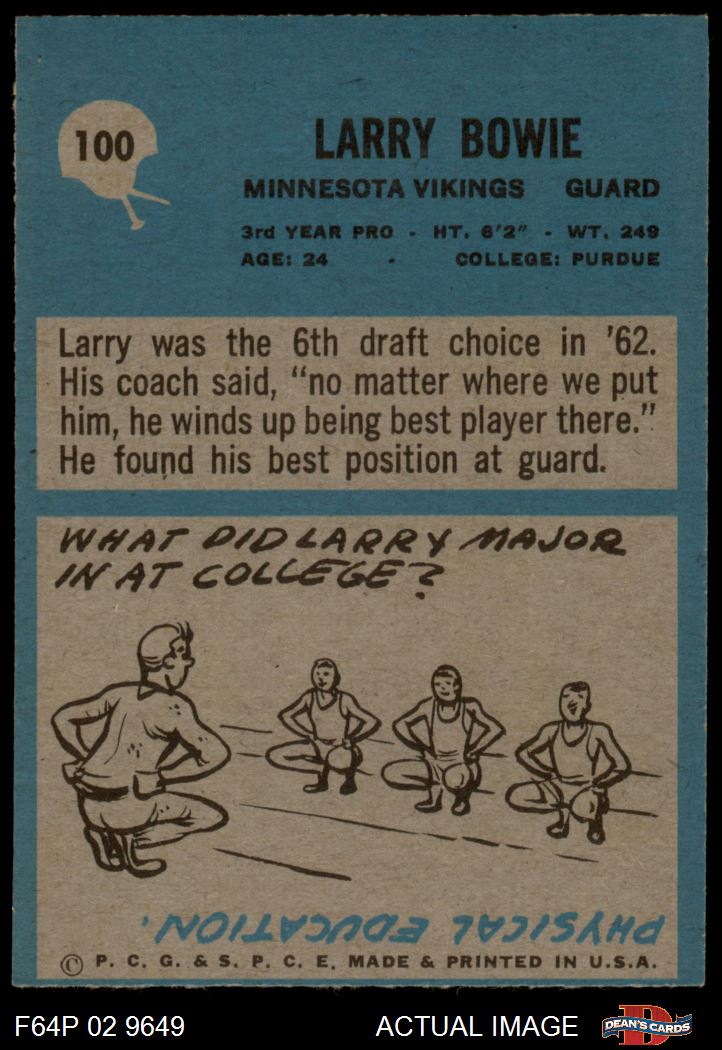 100
LARRY BOWIE
MINNESOTA VIKINGS GUARD
3rd YEAR PRO - HT. 6'2" - WT. 249
AGE: 24 - COLLEGE: PURDUE
Larry was the 6th draft choice in '62.
His coach said, "no matter where we put
him, he winds up being best player there."
He found his best position at guard.
WHAT DID LARRY MAJOR
IN AT COLLEGE?
PHYSICAL EDUCATION.
© P. C. G. & S. P. C. E. MADE & PRINTED IN U.S.A.
F64P 02 9649 ACTUAL IMAGE D DEAN'S CARDS